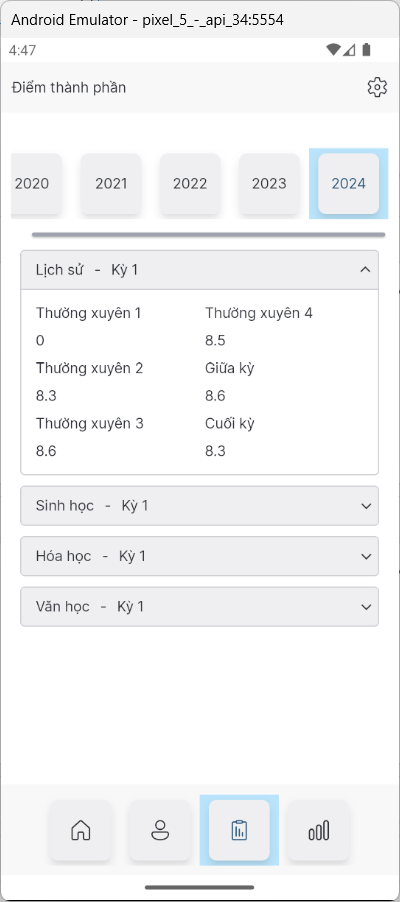 Android Emulator - pixel_5_-_api_34:5554
4:47
Điểm thành phần
2020 2021 2022 2023 2024
Lịch sử - Kỳ 1
Thường xuyên 1 Thường xuyên 4
0 8.5
Thường xuyên 2 Giữa kỳ
8.3 8.6
Thường xuyên 3 Cuối kỳ
8.6 8.3
Sinh học - Kỳ 1
Hóa học - Kỳ 1
Văn học - Kỳ 1